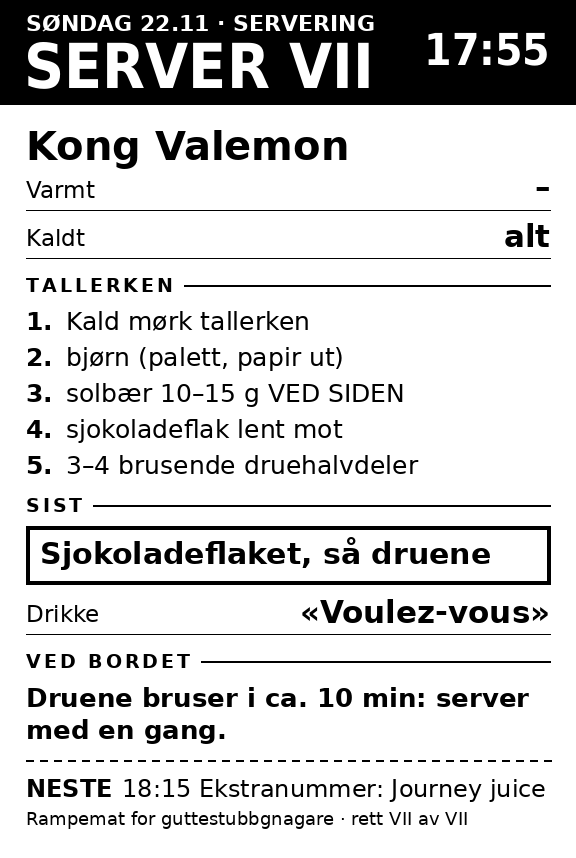 SØNDAG 22.11 · SERVERING
SERVER VII
17:55
Kong Valemon
Varmt –
Kaldt alt
TALLERKEN
1. Kald mørk tallerken
2. bjørn (palett, papir ut)
3. solbær 10–15 g VED SIDEN
4. sjokoladeflak lent mot
5. 3–4 brusende druehalvdeler
SIST
Sjokoladeflaket, så druene
Drikke «Voulez-vous»
VED BORDET
Druene bruser i ca. 10 min: server
med en gang.
NESTE 18:15 Ekstranummer: Journey juice
Rampemat for guttestubbgnagare · rett VII av VII